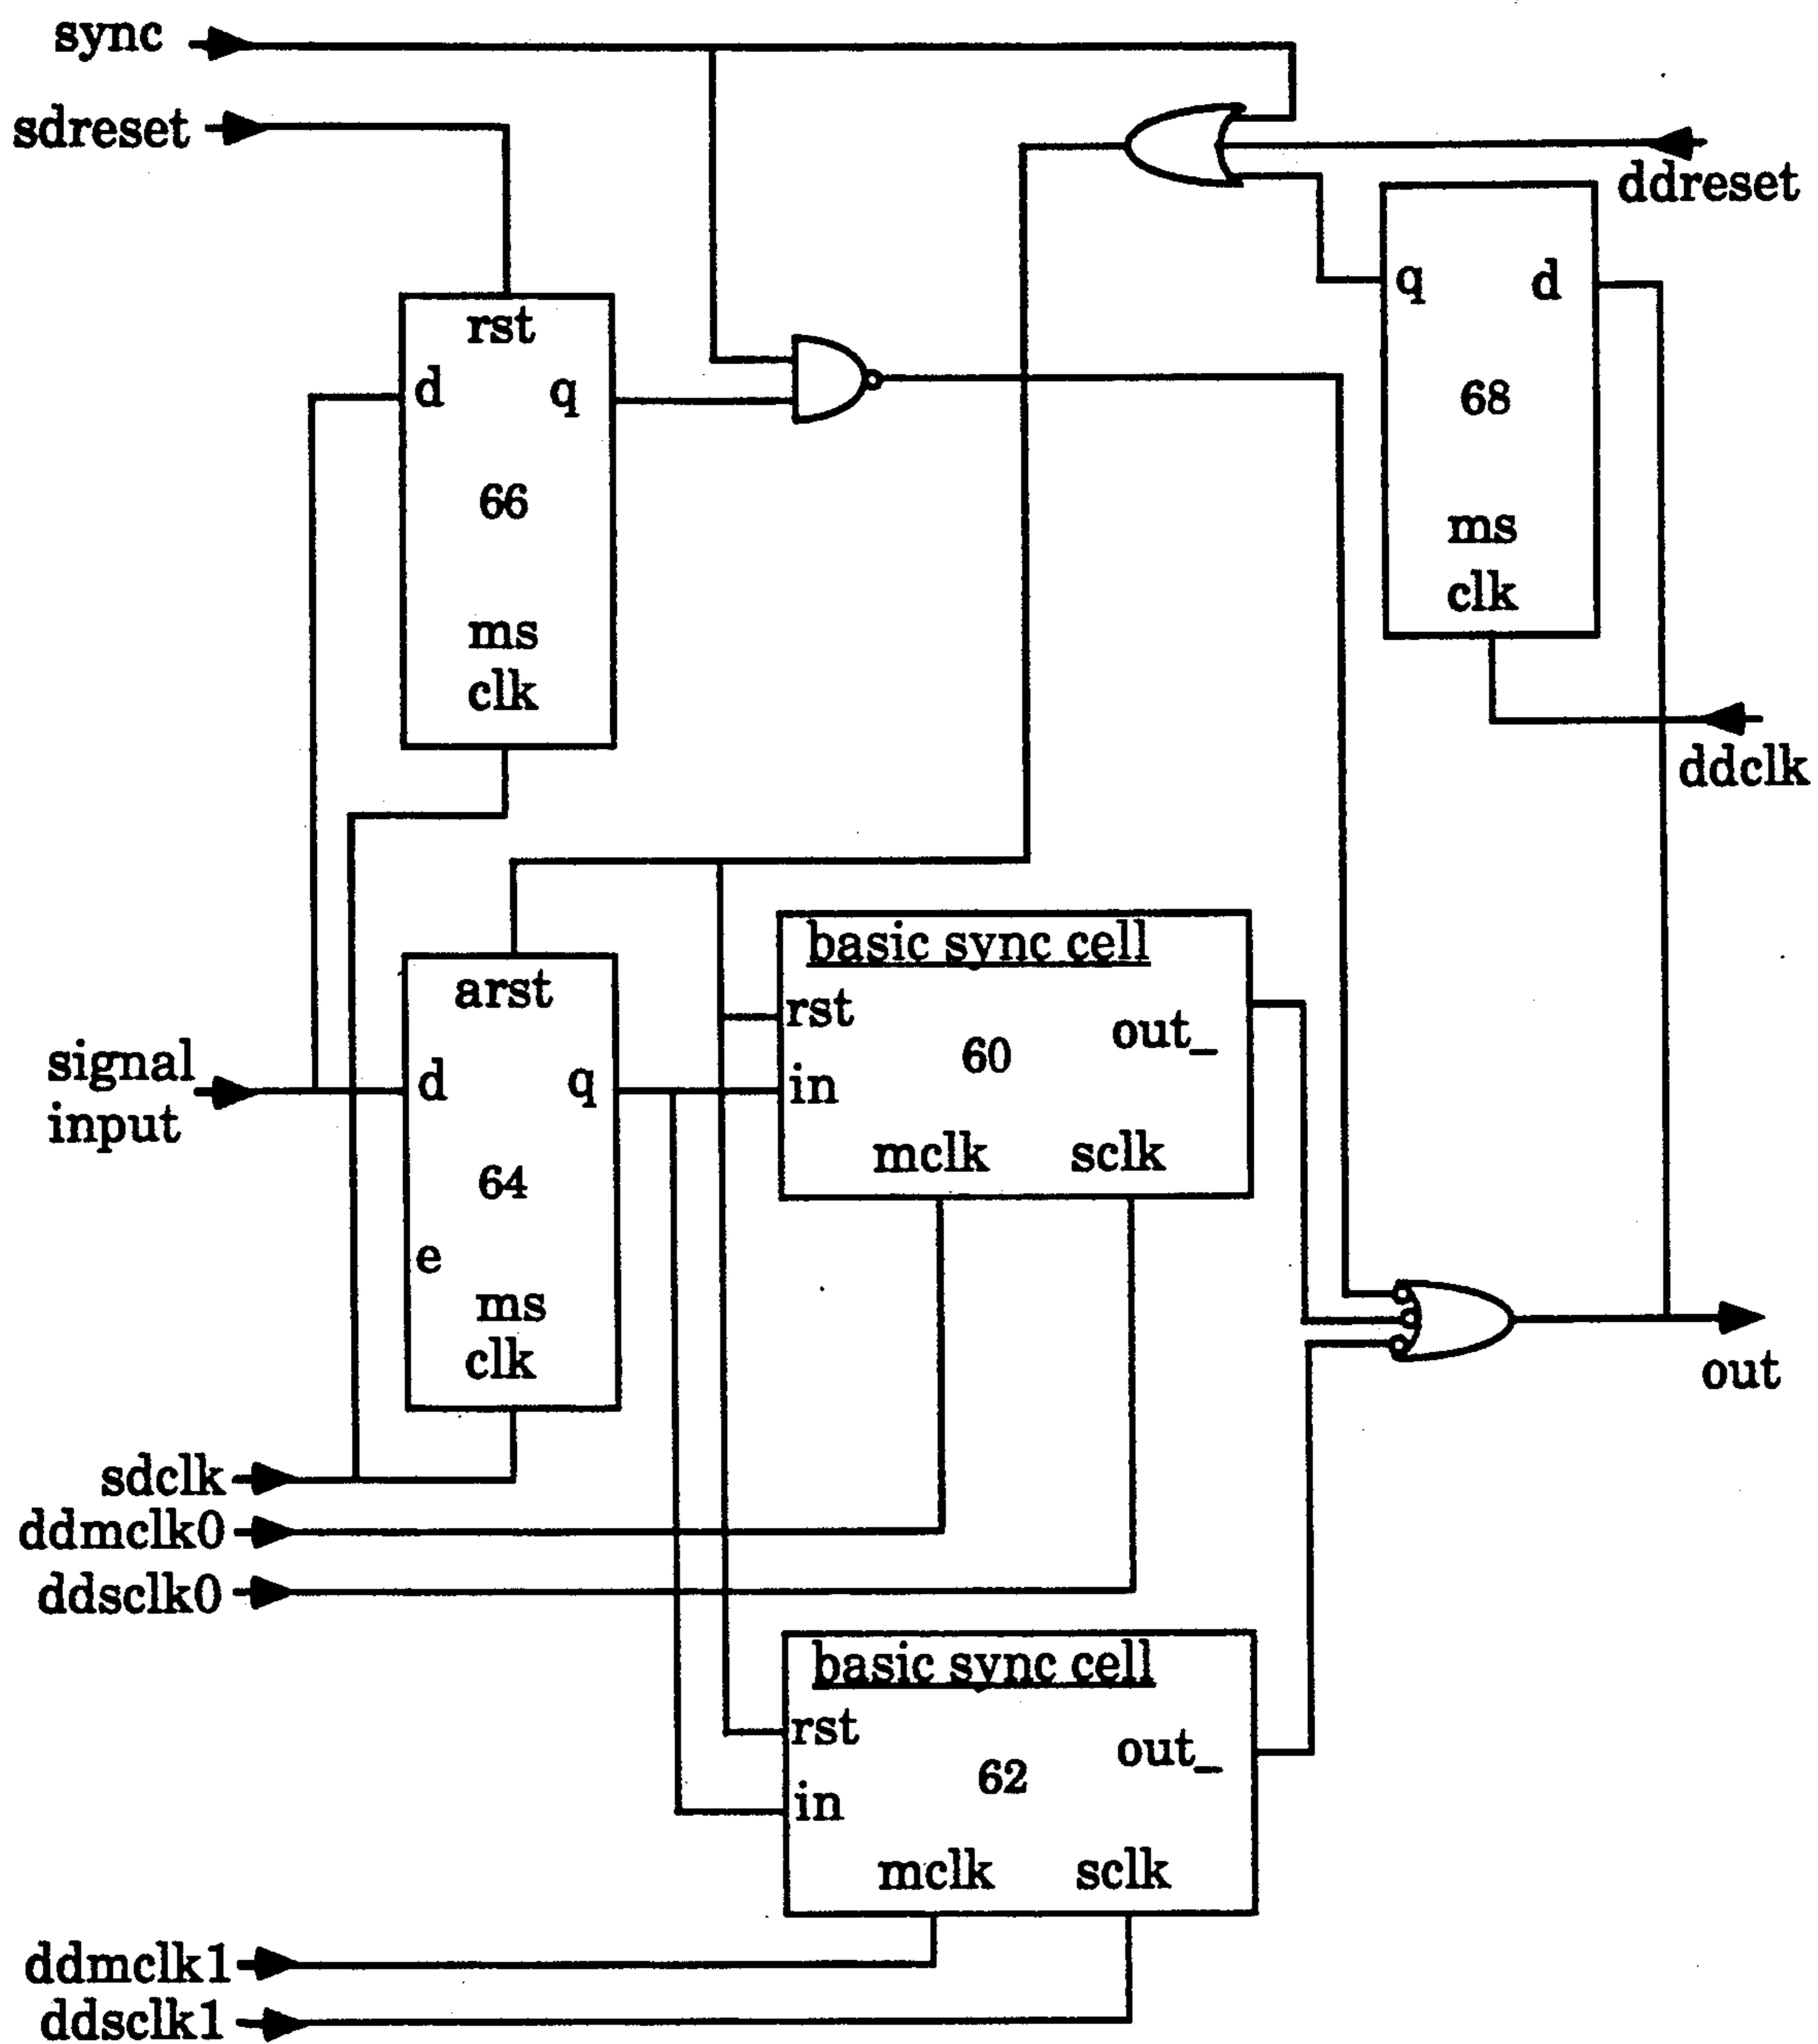 sync
sdreset
ddreset
rst
d
q
66
ms
clk
q
d
68
ms
clk
ddclk
basic sync cell
rst
60
out_
in
mclk
sclk
arst
d
q
64
e
ms
clk
signal
input
out
sdclk
ddmclk0
ddsclk0
basic sync cell
rst
62
out_
in
mclk
sclk
ddmclk1
ddsclk1